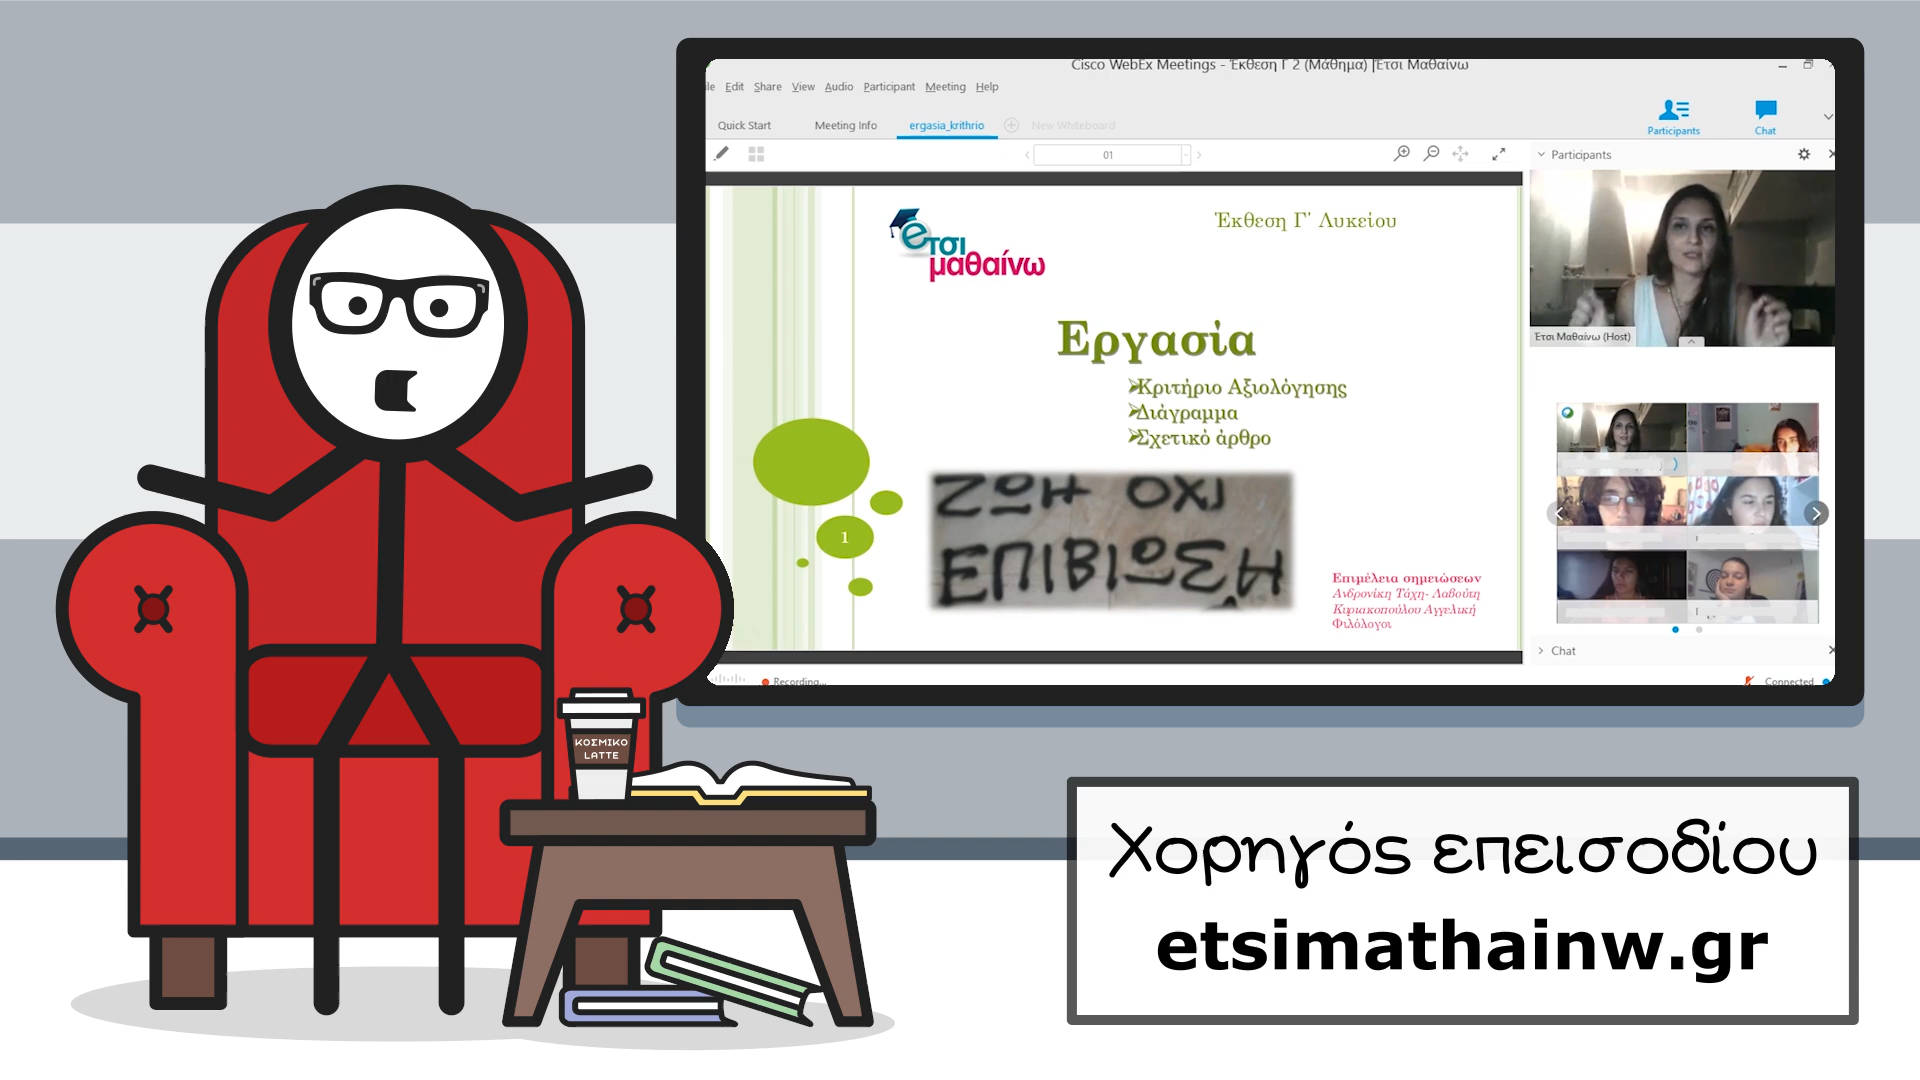 Cisco WebEx Meetings - Έκθεση Γ 2 (Μάθημα) |Έτσι Μαθαίνω
Edit Share View Audio Participant Meeting Help
Quick Start Meeting Info ergasia_krithrio New Whiteboard
Participants Chat
01
Participants
έτσι
μαθαίνω
Έκθεση Γ΄ Λυκείου
Εργασία
Κριτήριο Αξιολόγησης
Διάγραμμα
Σχετικό άρθρο
ΖΩΗ ΟΧΙ
ΕΠΙΒΙΩΣΗ
1
Επιμέλεια σημειώσεων
Ανδρονίκη Τάχη- Λαβούτη
Κυριακοπούλου Αγγελική
Φιλόλογοι
Έτσι Μαθαίνω (Host)
Chat
Recording...
Connected
ΚΟΣΜΙΚΟ
LATTE
Χορηγός επεισοδίου
etsimathainw.gr